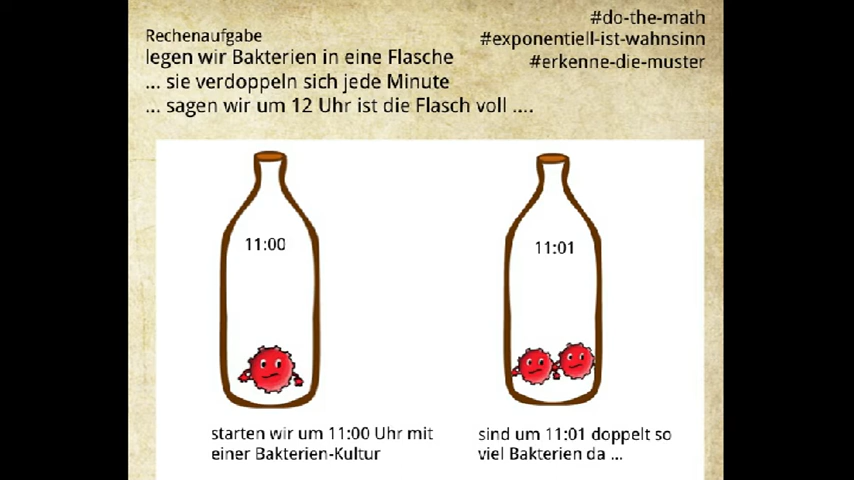 Rechenaufgabe
legen wir Bakterien in eine Flasche
... sie verdoppeln sich jede Minute
... sagen wir um 12 Uhr ist die Flasch voll ....
#do-the-math
#exponentiell-ist-wahnsinn
#erkenne-die-muster
11:00
11:01
starten wir um 11:00 Uhr mit
einer Bakterien-Kultur
sind um 11:01 doppelt so
viel Bakterien da ...